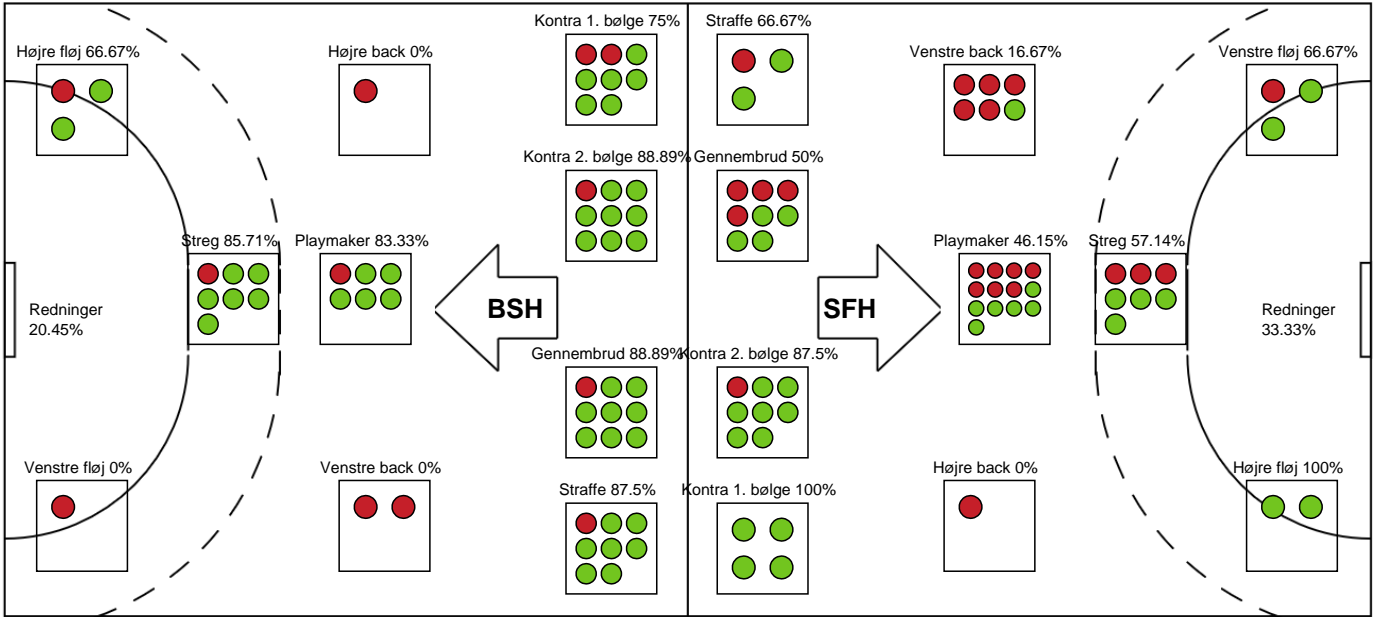 Kontra 1. bølge 75%
Straffe 66.67%
Højre fløj 66.67%
Højre back 0%
Venstre back 16.67%
Venstre fløj 66.67%
Kontra 2. bølge 88.89%
Gennembrud 50%
Streg 85.71%
Playmaker 83.33%
Playmaker 46.15%
Streg 57.14%
Redninger
20.45%
BSH
SFH
Redninger
33.33%
Gennembrud 88.89%
Kontra 2. bølge 87.5%
Venstre fløj 0%
Venstre back 0%
Straffe 87.5%
Kontra 1. bølge 100%
Højre back 0%
Højre fløj 100%